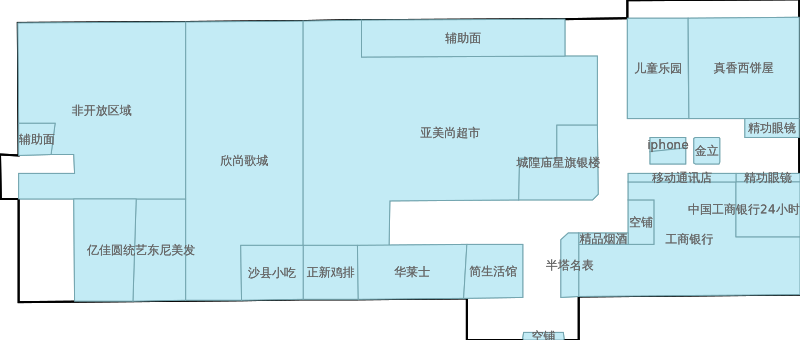 辅助面
儿童乐园
真香西饼屋
非开放区域
精功眼镜
亚美尚超市
辅助面
iphone
金立
欣尚歌城
城隍庙星旗银楼
移动通讯店
精功眼镜
中国工商银行24小时
空铺
精品烟酒
工商银行
亿佳圆统艺东尼美发
半塔名表
沙县小吃
正新鸡排
华莱士
简生活馆
空铺